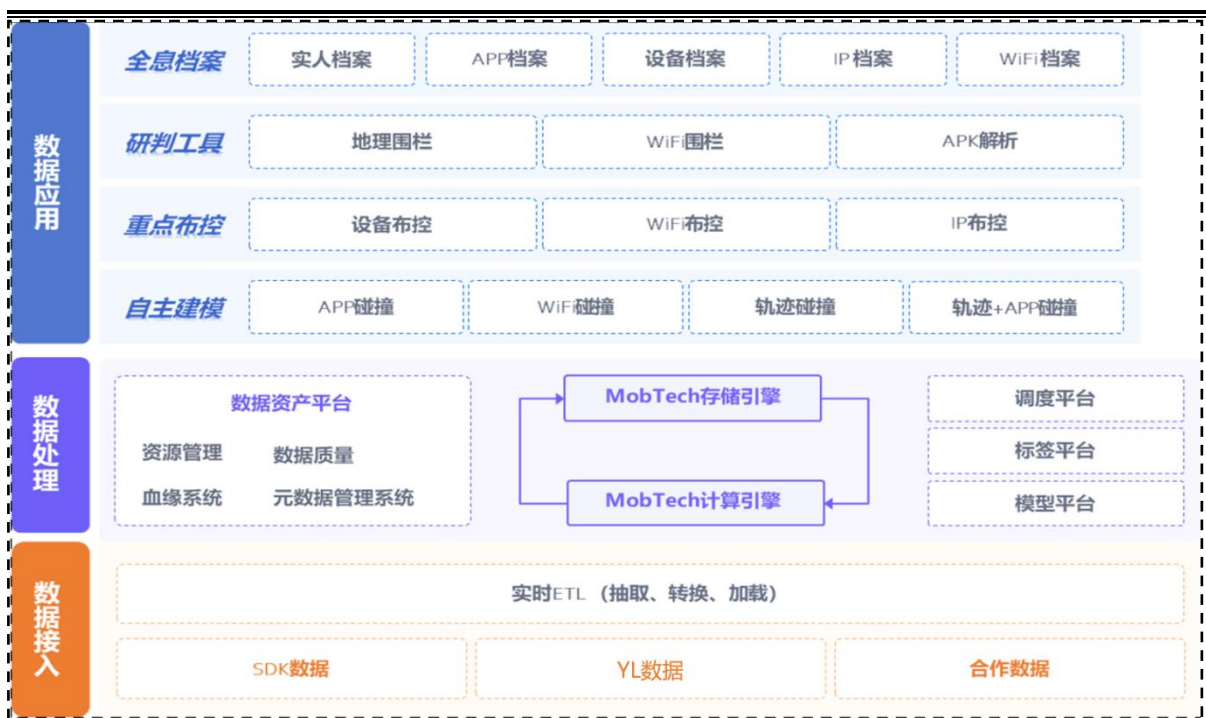 数据应用
全息档案 实人档案 APP档案 设备档案 IP档案 WiFi档案
研判工具 地理围栏 WiFi围栏 APK解析
重点布控 设备布控 WiFi布控 IP布控
自主建模 APP碰撞 WiFi碰撞 轨迹碰撞 轨迹+APP碰撞
数据处理
数据资产平台
资源管理 数据质量
血缘系统 元数据管理系统
MobTech存储引擎
MobTech计算引擎
调度平台
标签平台
模型平台
数据接入
实时ETL（抽取、转换、加载）
SDK数据 YL数据 合作数据